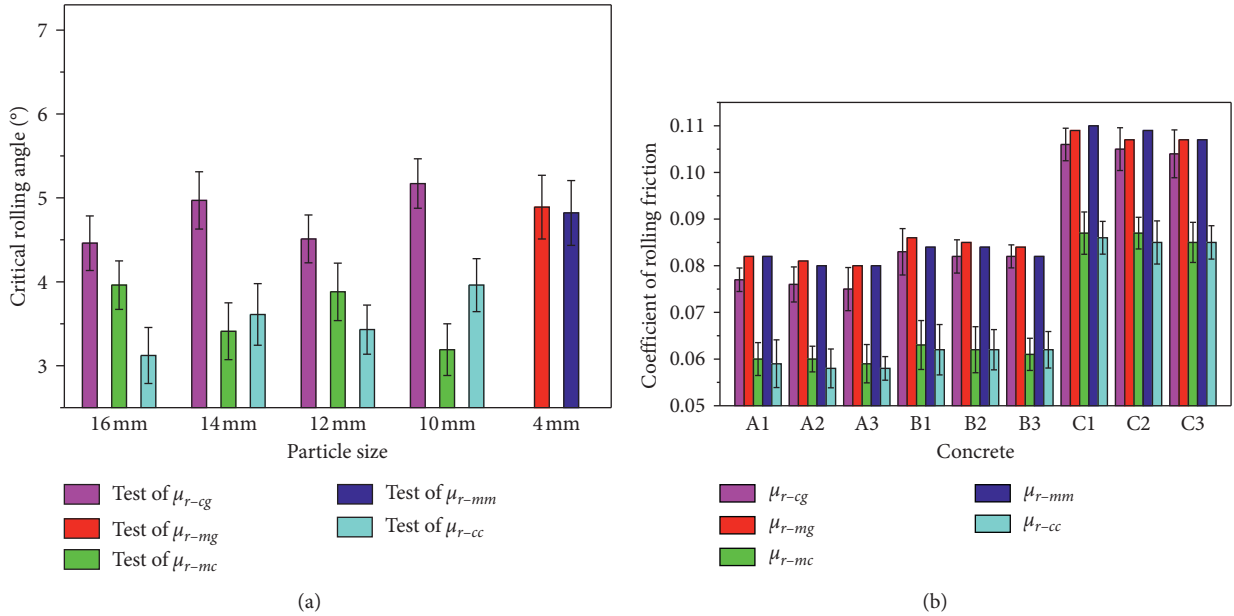 7
6
5
4
3
Critical rolling angle (°)
16 mm 14 mm 12 mm 10 mm 4 mm
Particle size
Test of μr–cg
Test of μr–mg
Test of μr–mc
Test of μr–mm
Test of μr–cc
(a)
0.11
0.10
0.09
0.08
0.07
0.06
0.05
Coefficient of rolling friction
A1 A2 A3 B1 B2 B3 C1 C2 C3
Concrete
μr–cg
μr–mg
μr–mc
μr–mm
μr–cc
(b)